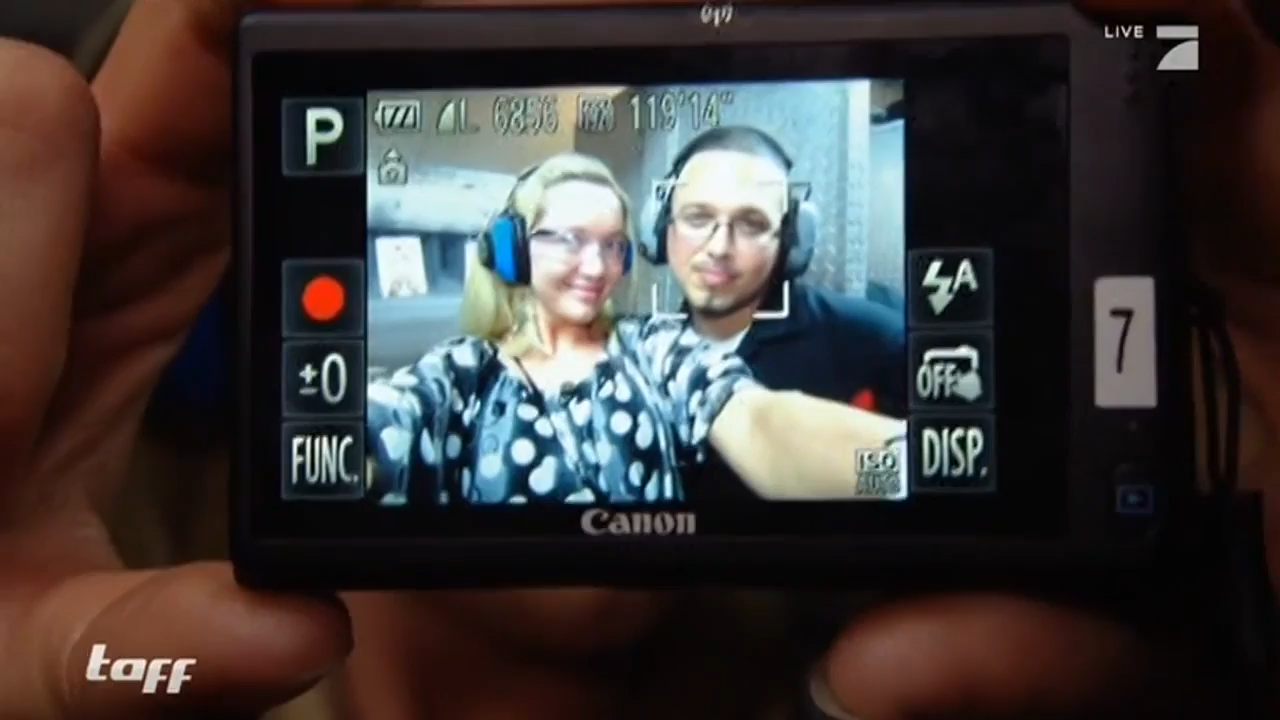 LIVE
P
L 6856 119'14"
±0
FUNC.
A
OFF
DISP.
ISO
AUTO
7
Canon
taff